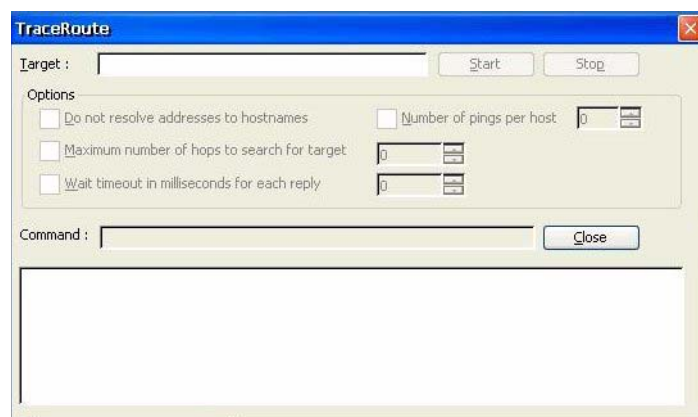 TraceRoute
Target : Start Stop
Options
Do not resolve addresses to hostnames Number of pings per host 0
Maximum number of hops to search for target 0
Wait timeout in milliseconds for each reply 0
Command : Close